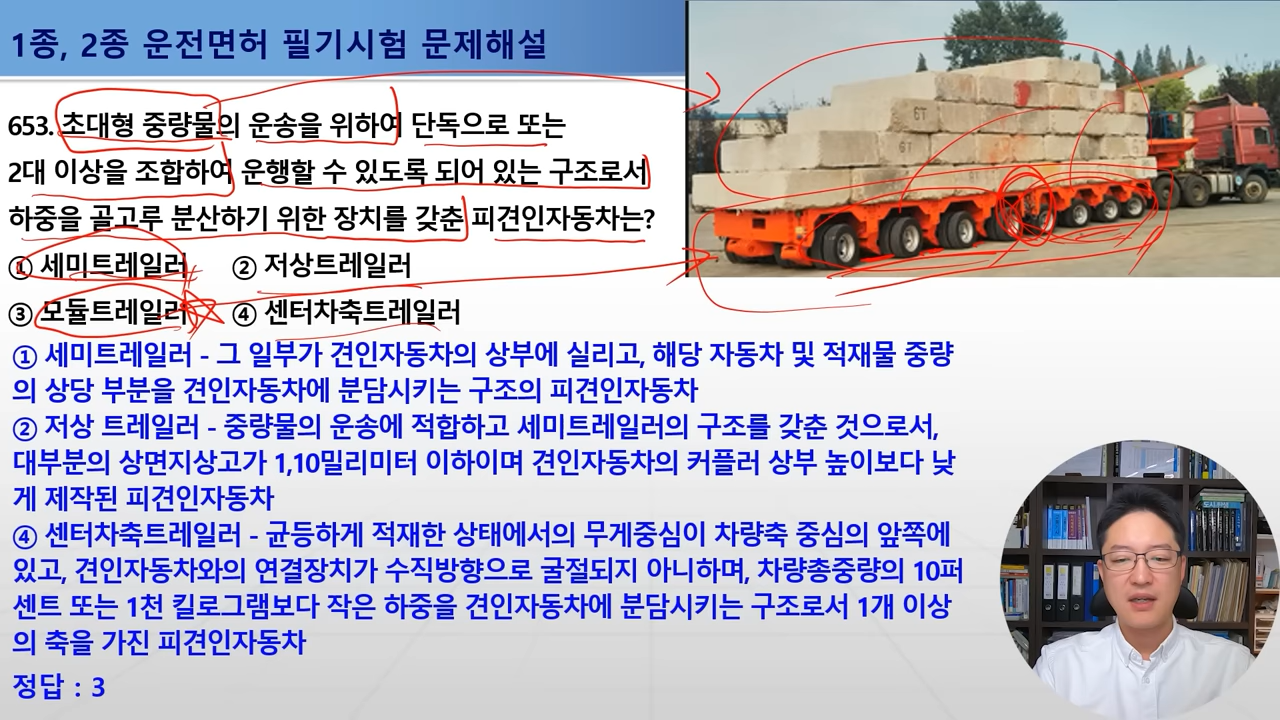 1종, 2종 운전면허 필기시험 문제해설
653. 초대형 중량물의 운송을 위하여 단독으로 또는
2대 이상을 조합하여 운행할 수 있도록 되어 있는 구조로서
하중을 골고루 분산하기 위한 장치를 갖춘 피견인자동차는?
① 세미트레일러 ② 저상트레일러
③ 모듈트레일러 ④ 센터차축트레일러
① 세미트레일러 - 그 일부가 견인자동차의 상부에 실리고, 해당 자동차 및 적재물 중량
의 상당 부분을 견인자동차에 분담시키는 구조의 피견인자동차
② 저상 트레일러 - 중량물의 운송에 적합하고 세미트레일러의 구조를 갖춘 것으로서,
대부분의 상면지상고가 1,10밀리미터 이하이며 견인자동차의 커플러 상부 높이보다 낮
게 제작된 피견인자동차
④ 센터차축트레일러 - 균등하게 적재한 상태에서의 무게중심이 차량축 중심의 앞쪽에
있고, 견인자동차와의 연결장치가 수직방향으로 굴절되지 아니하며, 차량총중량의 10퍼
센트 또는 1천 킬로그램보다 작은 하중을 견인자동차에 분담시키는 구조로서 1개 이상
의 축을 가진 피견인자동차
정답 : 3
6T
6T